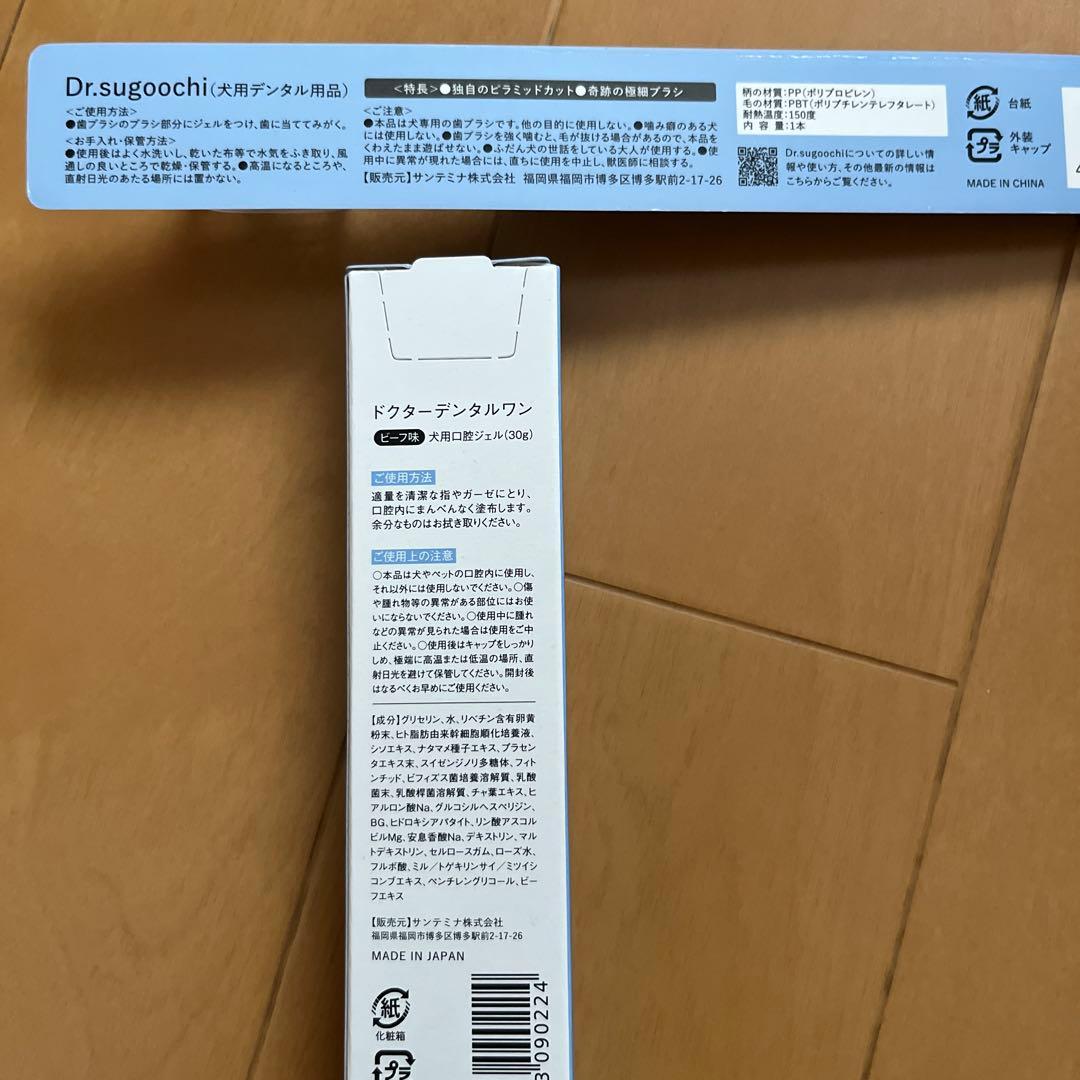 Dr.sugoochi(犬用デンタル用品)
<ご使用方法>
●歯ブラシのブラシ部分にジェルをつけ、歯に当ててみがく。
<お手入れ・保管方法>
●使用後はよく水洗いし、乾いた布等で水気をふき取り、風
通しの良いところで乾燥・保管する。●高温になるところや、
直射日光のあたる場所には置かない。
<特長>●独自のピラミッドカット●奇跡の極細ブラシ
<ご注意>
●本品は犬専用の歯ブラシです。他の目的に使用しない。●噛み癖のある犬
には使用しない。●歯ブラシを強く噛むと、毛が抜ける場合があるので、本品を
くわえたまま遊ばせない。●ふだん犬の世話をしている大人が使用する。●使
用中に異常が現れた場合には、直ちに使用を中止し、獣医師に相談する。
【販売元】サンテミナ株式会社 福岡県福岡市博多区博多駅前2-17-26
柄の材質:PP(ポリプロピレン)
毛の材質:PBT(ポリブチレンテレフタレート)
耐熱温度:150度
内 容 量:1本
Dr.sugoochiについての詳しい情
報や使い方、その他最新の情報は
こちらからご覧ください。
紙 台紙
プラ 外装
キャップ
MADE IN CHINA
ドクターデンタルワン
ビーフ味 犬用口腔ジェル(30g)
ご使用方法
適量を清潔な指やガーゼにとり、
口腔内にまんべんなく塗布します。
余分なものはお拭き取りください。
ご使用上の注意
○本品は犬やペットの口腔内に使用し、
それ以外には使用しないでください。○傷
や腫れ物等の異常がある部位にはお使
いにならないでください。○使用中に腫れ
などの異常が見られた場合は使用をご中
止ください。○使用後はキャップをしっかり
しめ、極端に高温または低温の場所、直
射日光を避けて保管してください。開封後
はなるべくお早めにご使用ください。
【成分】グリセリン、水、リベチン含有卵黄
粉末、ヒト脂肪由来幹細胞順化培養液、
シソエキス、ナタマメ種子エキス、プラセン
タエキス末、スイゼンジノリ多糖体、フィト
ンチッド、ビフィズス菌培養溶解質、乳酸
菌末、乳酸桿菌溶解質、チャ葉エキス、ヒ
アルロン酸Na、グルコシルヘスペリジン、
BG、ヒドロキシアパタイト、リン酸アスコル
ビルMg、安息香酸Na、デキストリン、マル
トデキストリン、セルロースガム、ローズ水、
フルボ酸、ミル/トゲキリンサイ/ミツイシ
コンブエキス、ペンチレングリコール、ビー
フエキス
【販売元】サンテミナ株式会社
福岡県福岡市博多区博多駅前2-17-26
MADE IN JAPAN
紙
化粧箱
プラ
3 090224